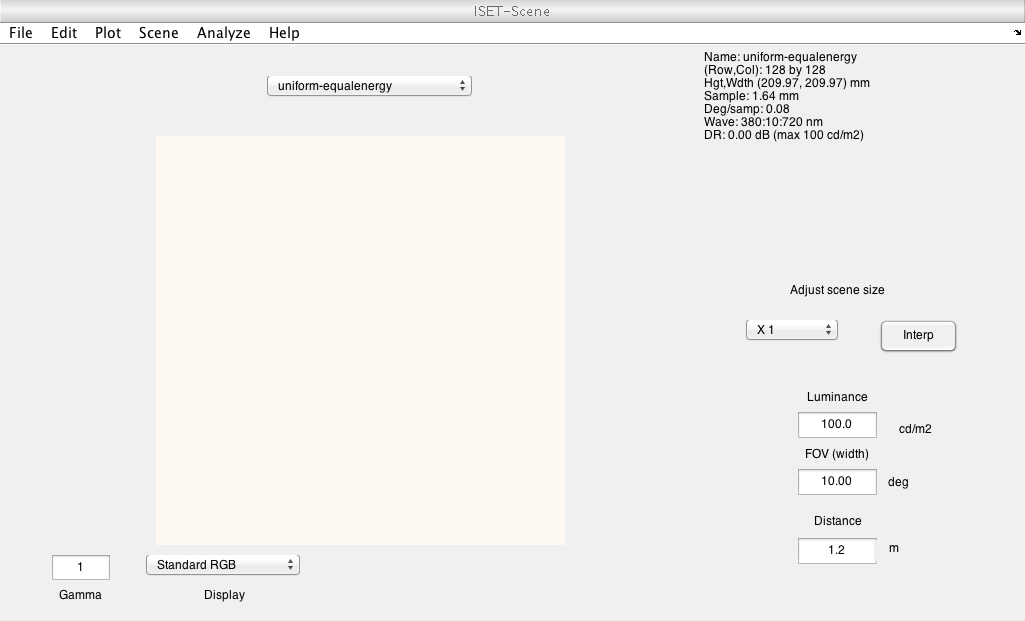 ISET-Scene
File Edit Plot Scene Analyze Help
uniform-equalenergy
Name: uniform-equalenergy
(Row,Col): 128 by 128
Hgt,Wdth (209.97, 209.97) mm
Sample: 1.64 mm
Deg/samp: 0.08
Wave: 380:10:720 nm
DR: 0.00 dB (max 100 cd/m2)
Adjust scene size
X 1
Interp
Luminance
100.0 cd/m2
FOV (width)
10.00 deg
Distance
1.2 m
1
Standard RGB
Gamma
Display